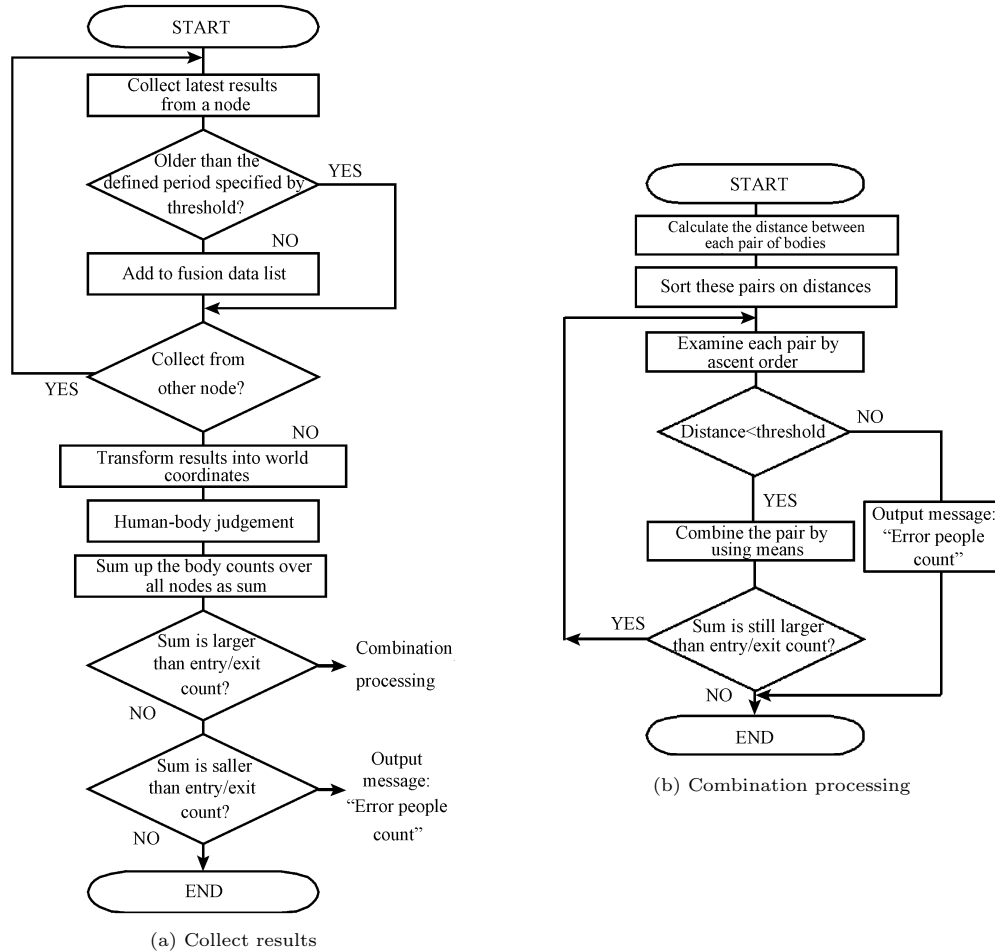 START
Collect latest results
from a node
Older than the
defined period specified by
threshold?
YES
NO
Add to fusion data list
Collect from
other node?
YES
NO
Transform results into world
coordinates
Human-body judgement
Sum up the body counts over
all nodes as sum
Sum is larger
than entry/exit
count?
Combination
processing
NO
Sum is saller
than entry/exit
count?
Output
message:
“Error people
count”
NO
END
(a) Collect results
START
Calculate the distance between
each pair of bodies
Sort these pairs on distances
Examine each pair by
ascent order
Distance<threshold
NO
YES
Output message:
“Error people
count”
Combine the pair by
using means
Sum is still larger
than entry/exit count?
YES
NO
END
(b) Combination processing